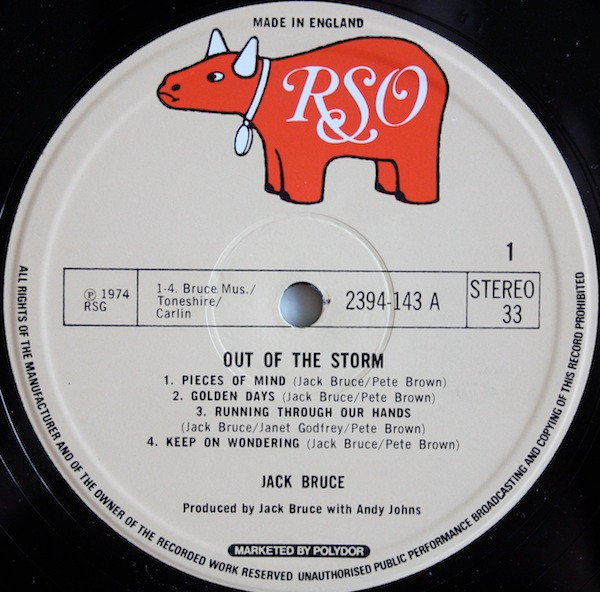 MADE IN ENGLAND
RSO
1
℗ 1974
RSG
1-4. Bruce Mus./
Toneshire/
Carlin
2394-143 A
STEREO
33
OUT OF THE STORM
1. PIECES OF MIND (Jack Bruce/Pete Brown)
2. GOLDEN DAYS (Jack Bruce/Pete Brown)
3. RUNNING THROUGH OUR HANDS
(Jack Bruce/Janet Godfrey/Pete Brown)
4. KEEP ON WONDERING (Jack Bruce/Pete Brown)
JACK BRUCE
Produced by Jack Bruce with Andy Johns
MARKETED BY POLYDOR
ALL RIGHTS OF THE MANUFACTURER AND OF THE OWNER OF THE RECORDED WORK RESERVED UNAUTHORISED PUBLIC PERFORMANCE BROADCASTING AND COPYING OF THIS RECORD PROHIBITED